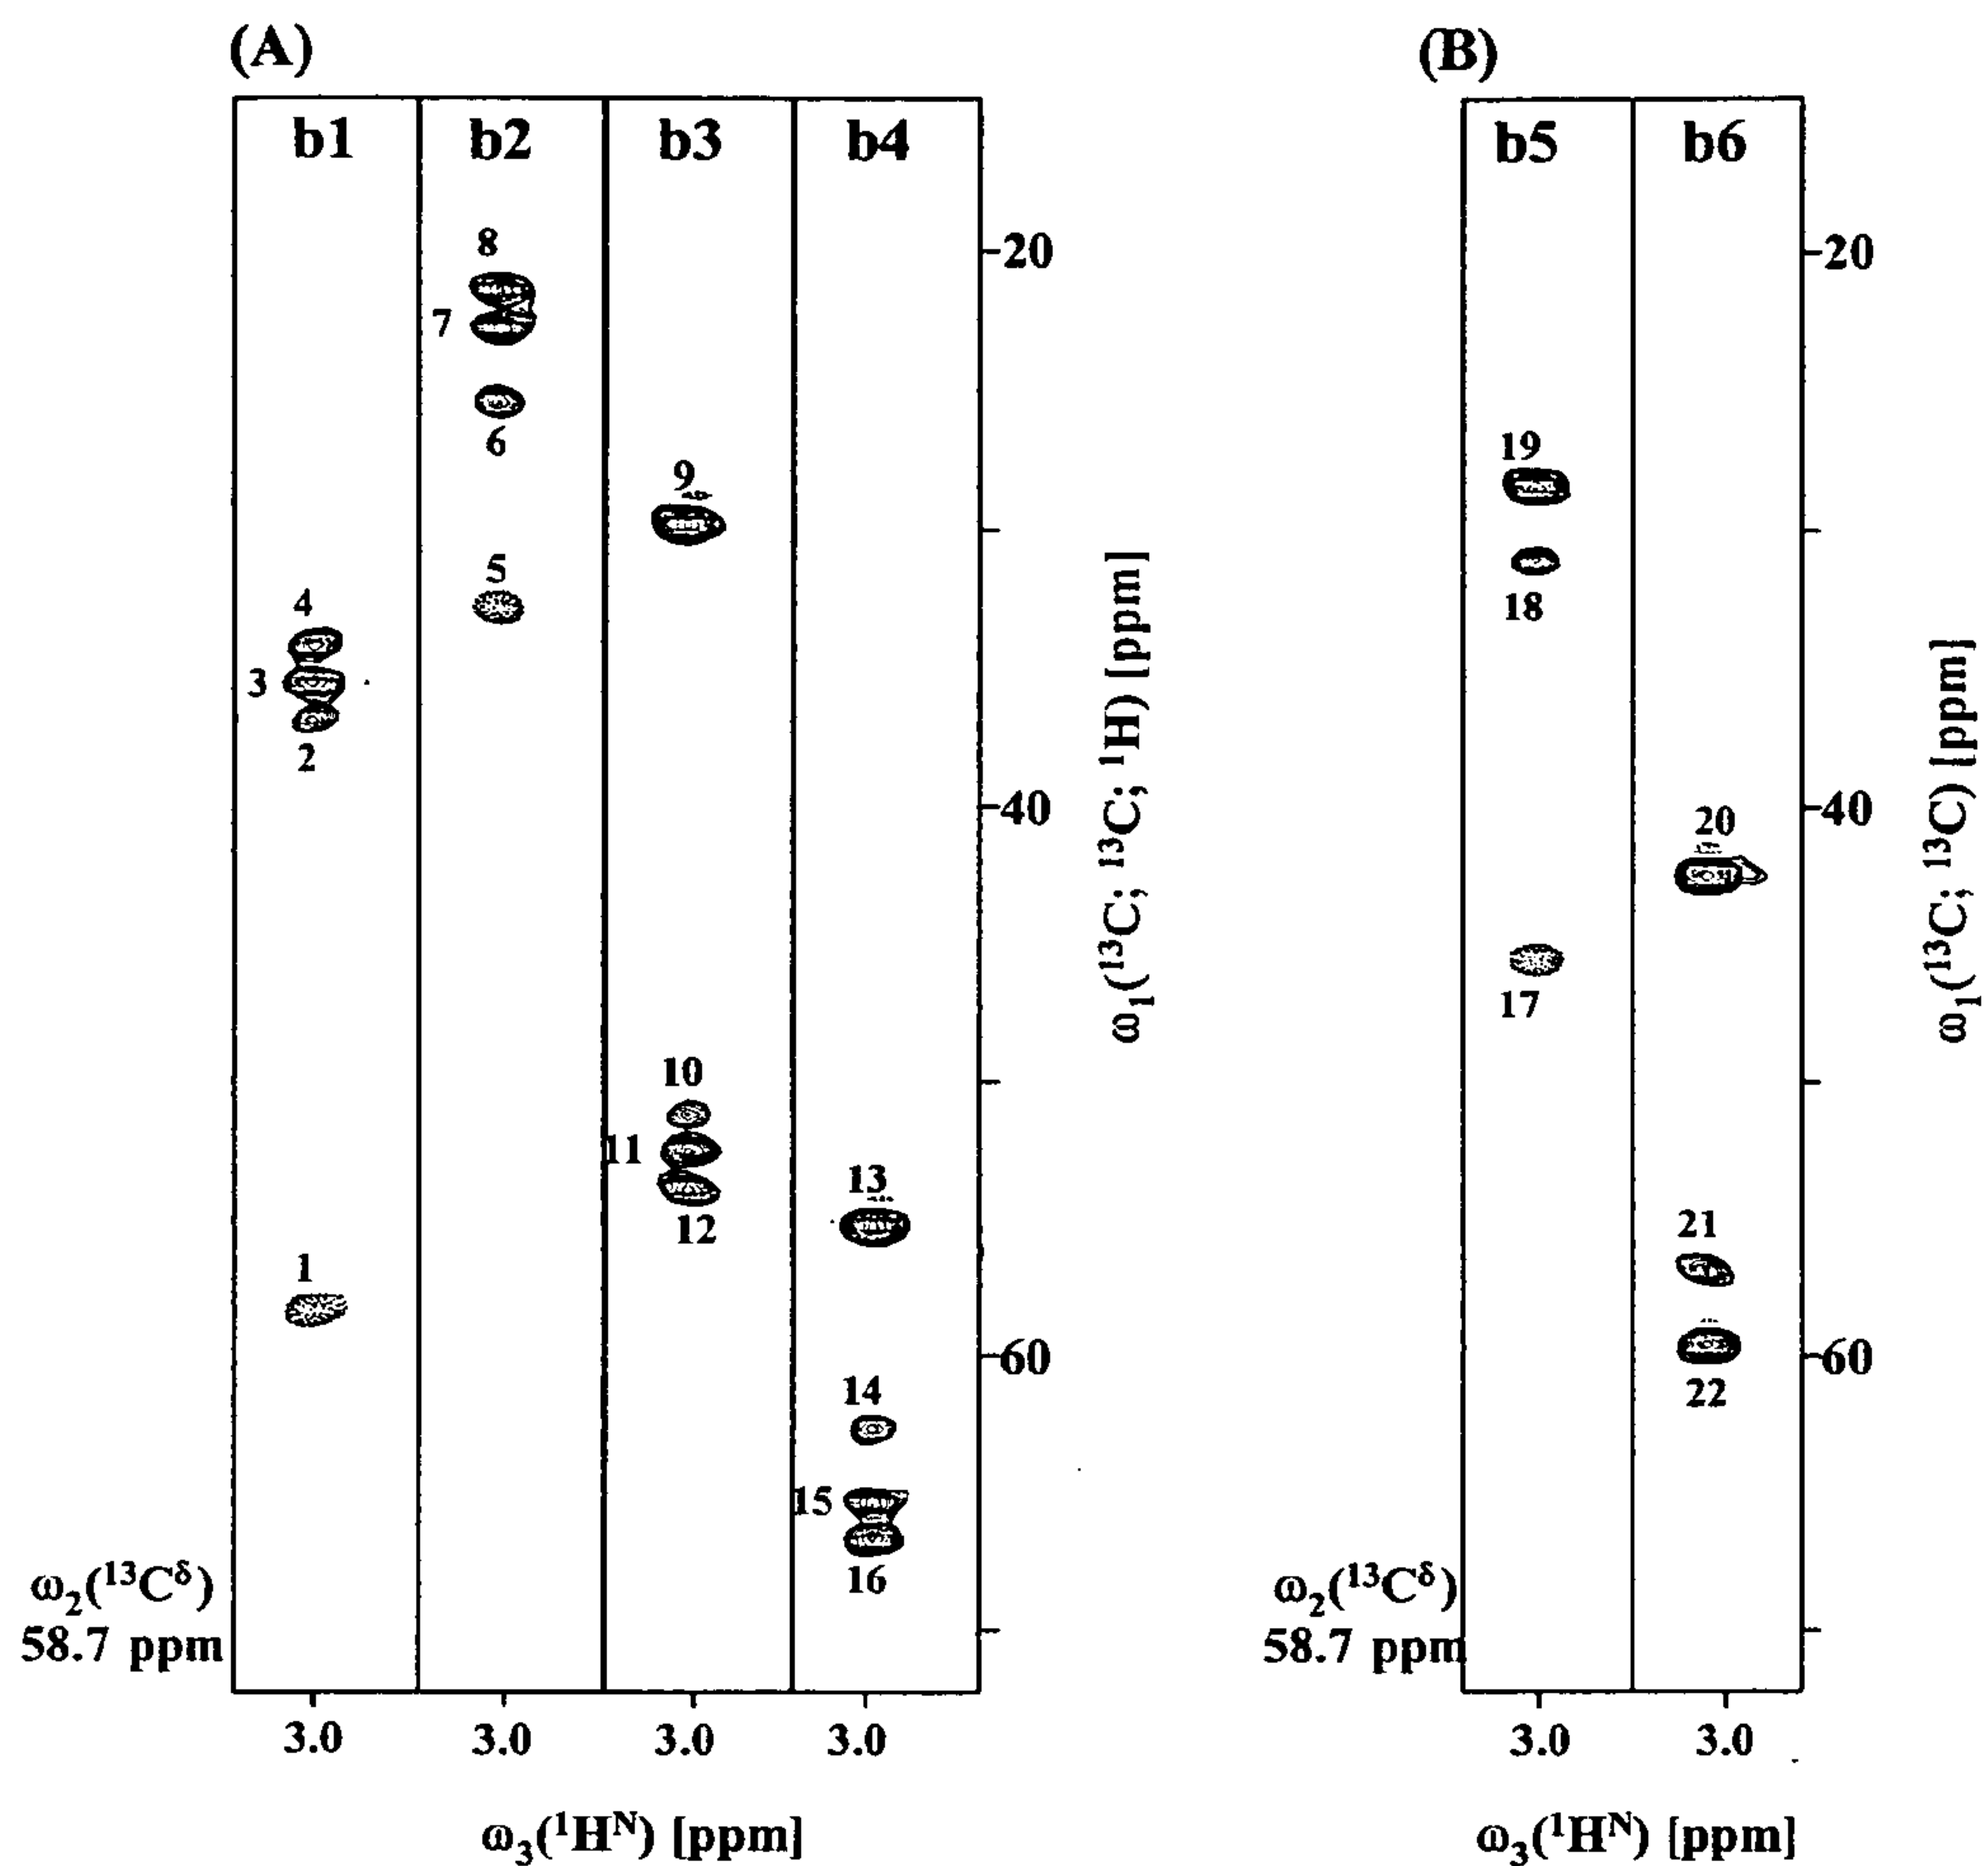 (A)
(B)
b1 b2 b3 b4
b5 b6
8
7
6
5
4
3
2
1
9
10
11
12
13
14
15
16
20
40
60
ω₁(¹³C; ¹³C; ¹H) [ppm]
19
18
17
20
21
22
20
40
60
ω₁(¹³C; ¹³C) [ppm]
ω₂(¹³Cᵟ)
58.7 ppm
ω₂(¹³Cᵟ)
58.7 ppm
3.0 3.0 3.0 3.0
3.0 3.0
ω₃(¹Hᴺ) [ppm]
ω₃(¹Hᴺ) [ppm]